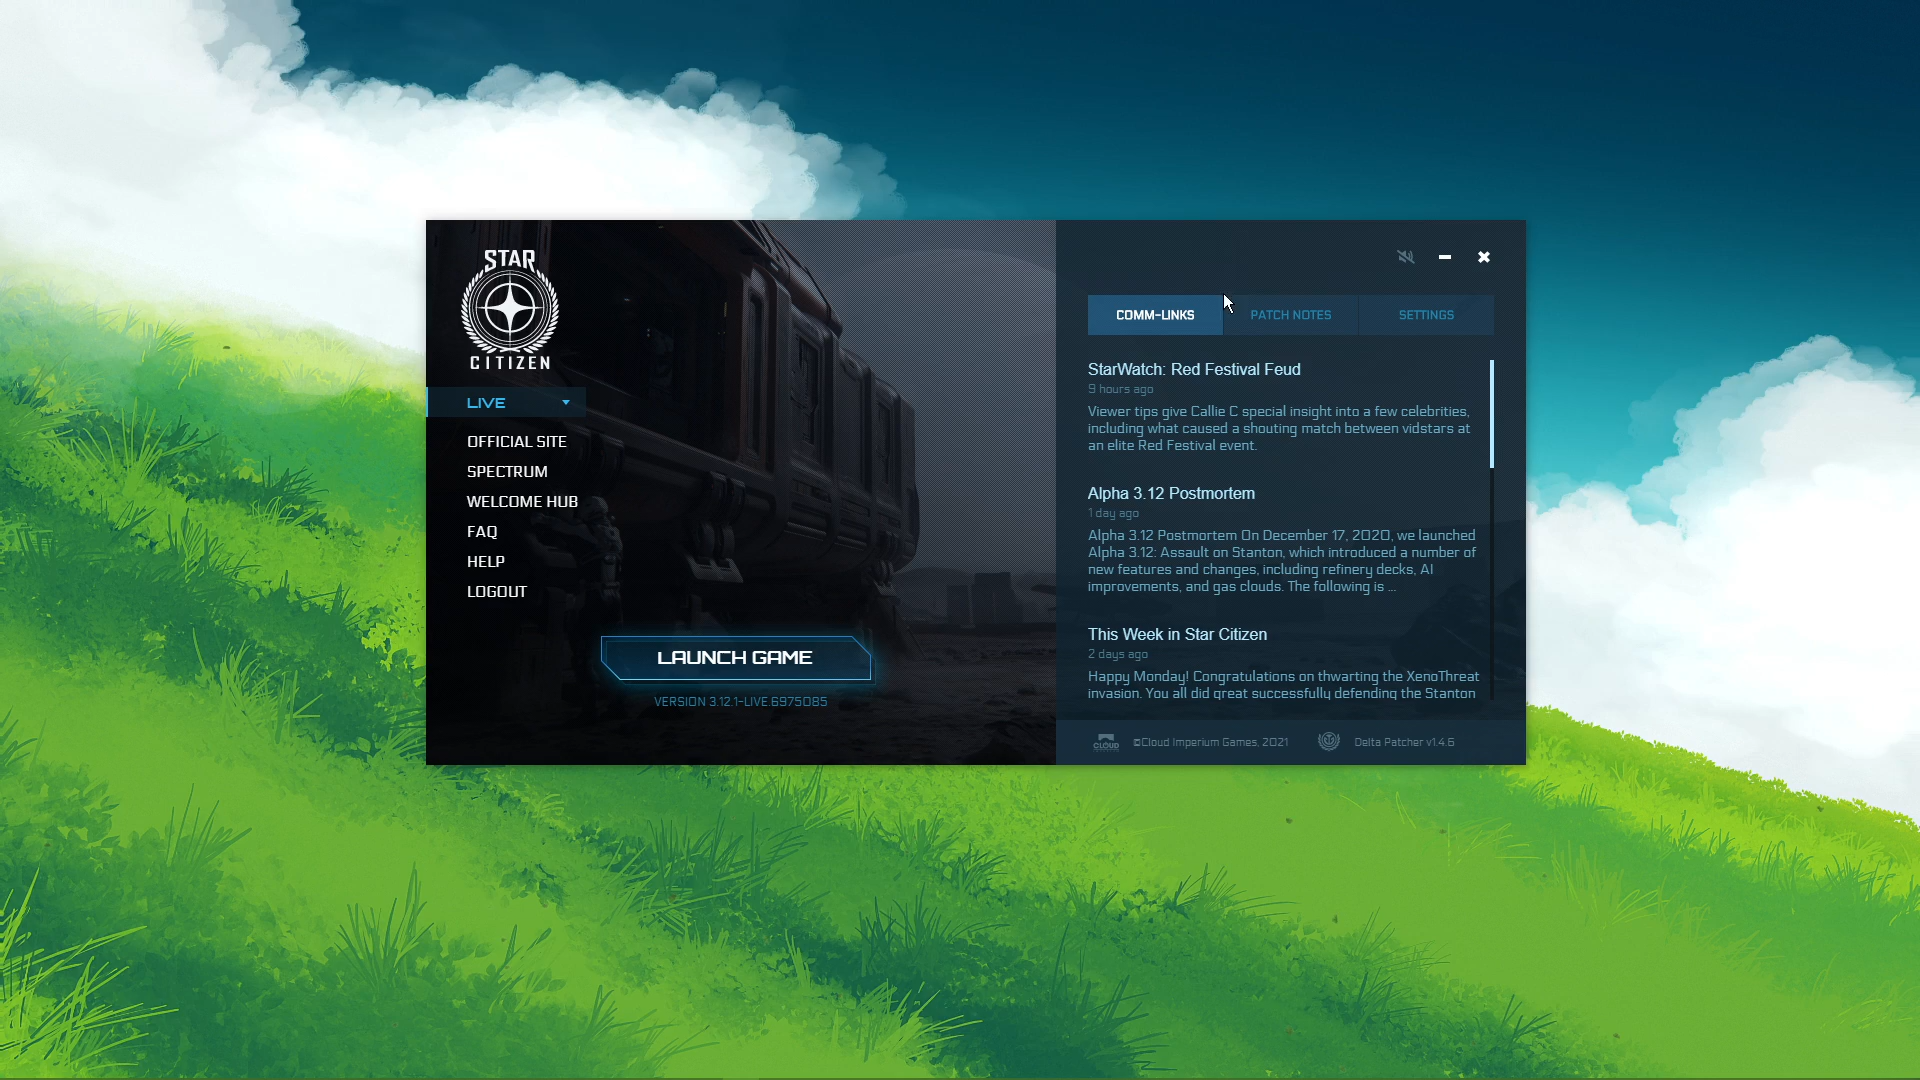 STAR
CITIZEN
LIVE
OFFICIAL SITE
SPECTRUM
WELCOME HUB
FAQ
HELP
LOGOUT
LAUNCH GAME
VERSION 3.12.1-LIVE.6975085
COMM-LINKS
PATCH NOTES
SETTINGS
StarWatch: Red Festival Feud
9 hours ago
Viewer tips give Callie C special insight into a few celebrities,
including what caused a shouting match between vidstars at
an elite Red Festival event.
Alpha 3.12 Postmortem
1 day ago
Alpha 3.12 Postmortem On December 17, 2020, we launched
Alpha 3.12: Assault on Stanton, which introduced a number of
new features and changes, including refinery decks, AI
improvements, and gas clouds. The following is ...
This Week in Star Citizen
2 days ago
Happy Monday! Congratulations on thwarting the XenoThreat
invasion. You all did great successfully defending the Stanton
CLOUD
©Cloud Imperium Games, 2021
Delta Patcher v1.4.6